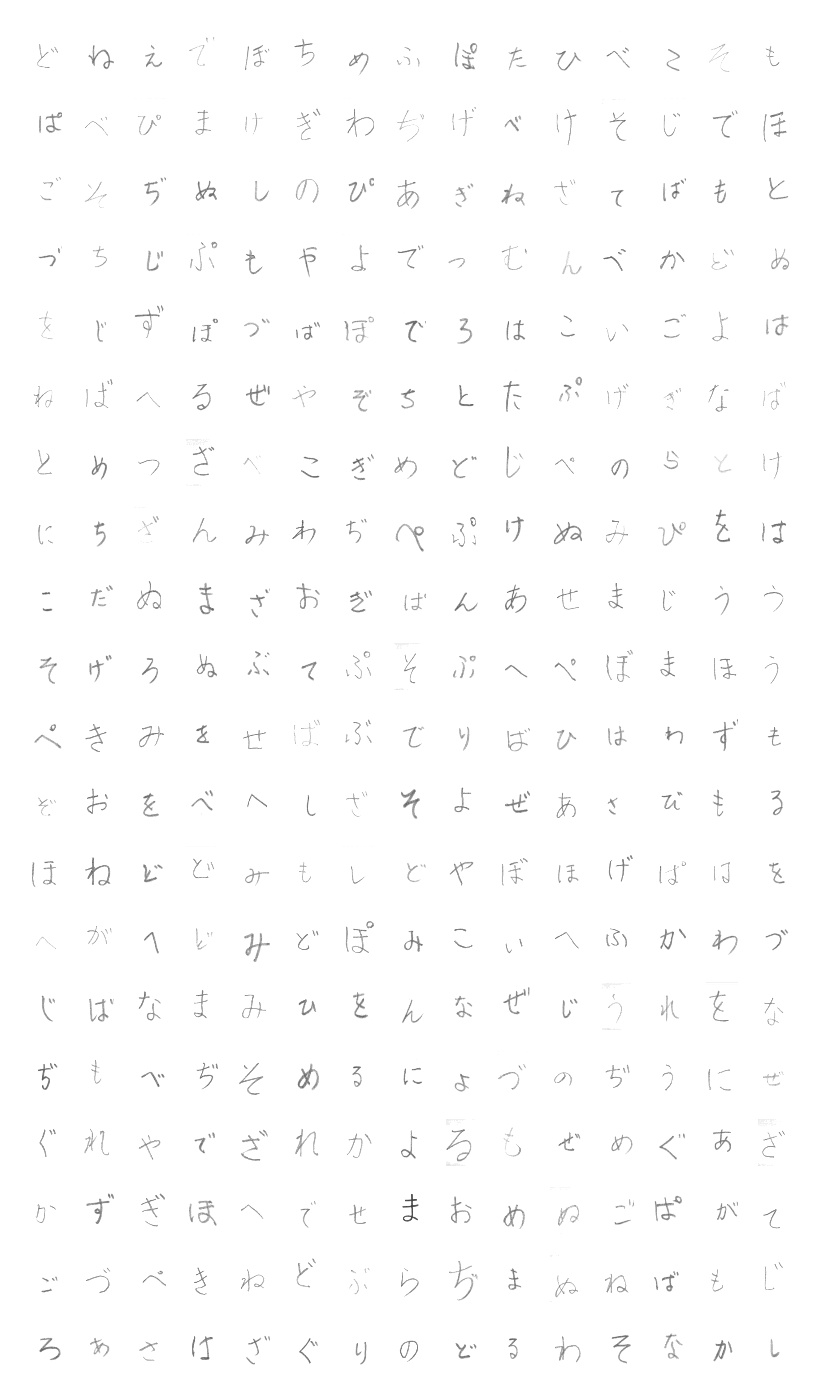 どねえでぼちめふぽたひべこそも
ぱべぴまけぎわぢげべけそじでほ
ごそぢぬしのぴあぎねざてばもと
づちじぷもやよでっむんべかどぬ
をじずぽづばぽでろはこいごよは
ねばへるぜやぞちとたぷげぎなば
とめつざべこぎめどじぺのらとけ
にちざんみわぢぺぷけぬみぴをは
こだぬまざおぎばんあせまじうう
そげろぬぶてぷそぷへぺぼまほう
ぺきみをせばぶでりばひはわずも
ぞおをべへしざそよぜあさびもる
ほねどどみもしどやぼほげぱはを
へがへどみどぽみこいへふかわづ
じばなまみひをんなぜじうれをな
ぢもべぢそめるによづのぢうにぜ
ぐれやでざれかよるもぜめぐあざ
かずぎほへでせまおめぬごぱがて
ごづぺきねどぶらぢまぬねばもじ
ろあさはざぐりのどるわそなかし